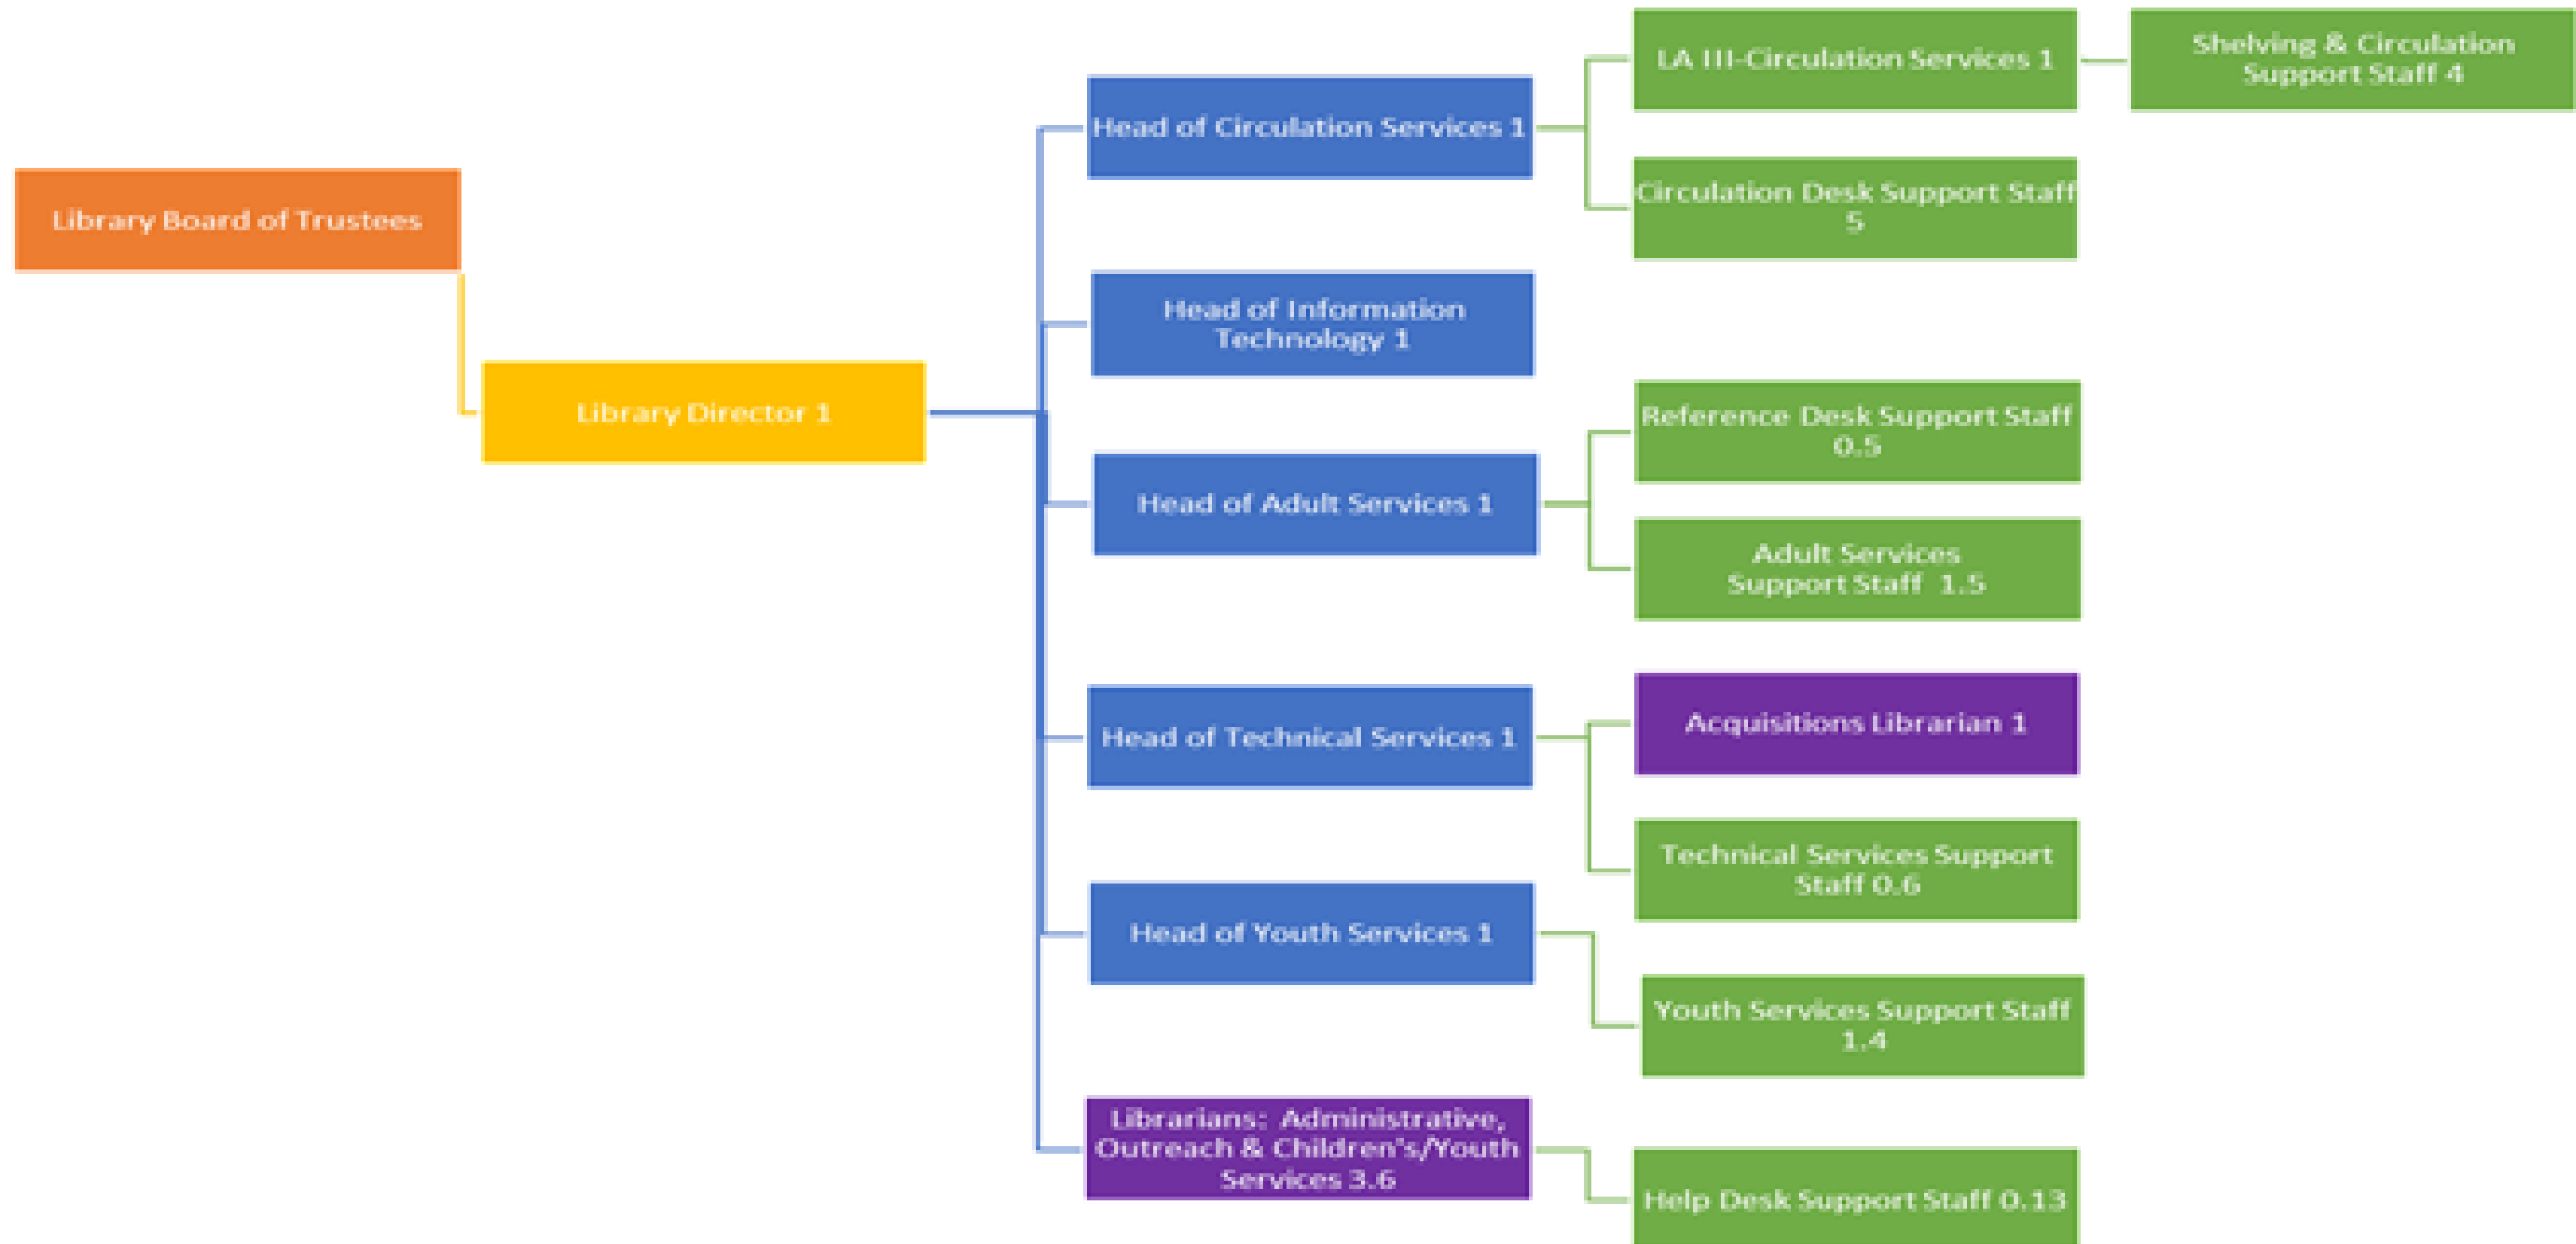 Library Board of Trustees
Library Director 1
Head of Circulation Services 1
LA III-Circulation Services 1
Shelving & Circulation
Support Staff 4
Circulation Desk Support Staff
5
Head of Information
Technology 1
Head of Adult Services 1
Reference Desk Support Staff
0.5
Adult Services
Support Staff 1.5
Head of Technical Services 1
Acquisitions Librarian 1
Technical Services Support
Staff 0.6
Head of Youth Services 1
Youth Services Support Staff
1.4
Librarians: Administrative,
Outreach & Children's/Youth
Services 3.6
Help Desk Support Staff 0.13